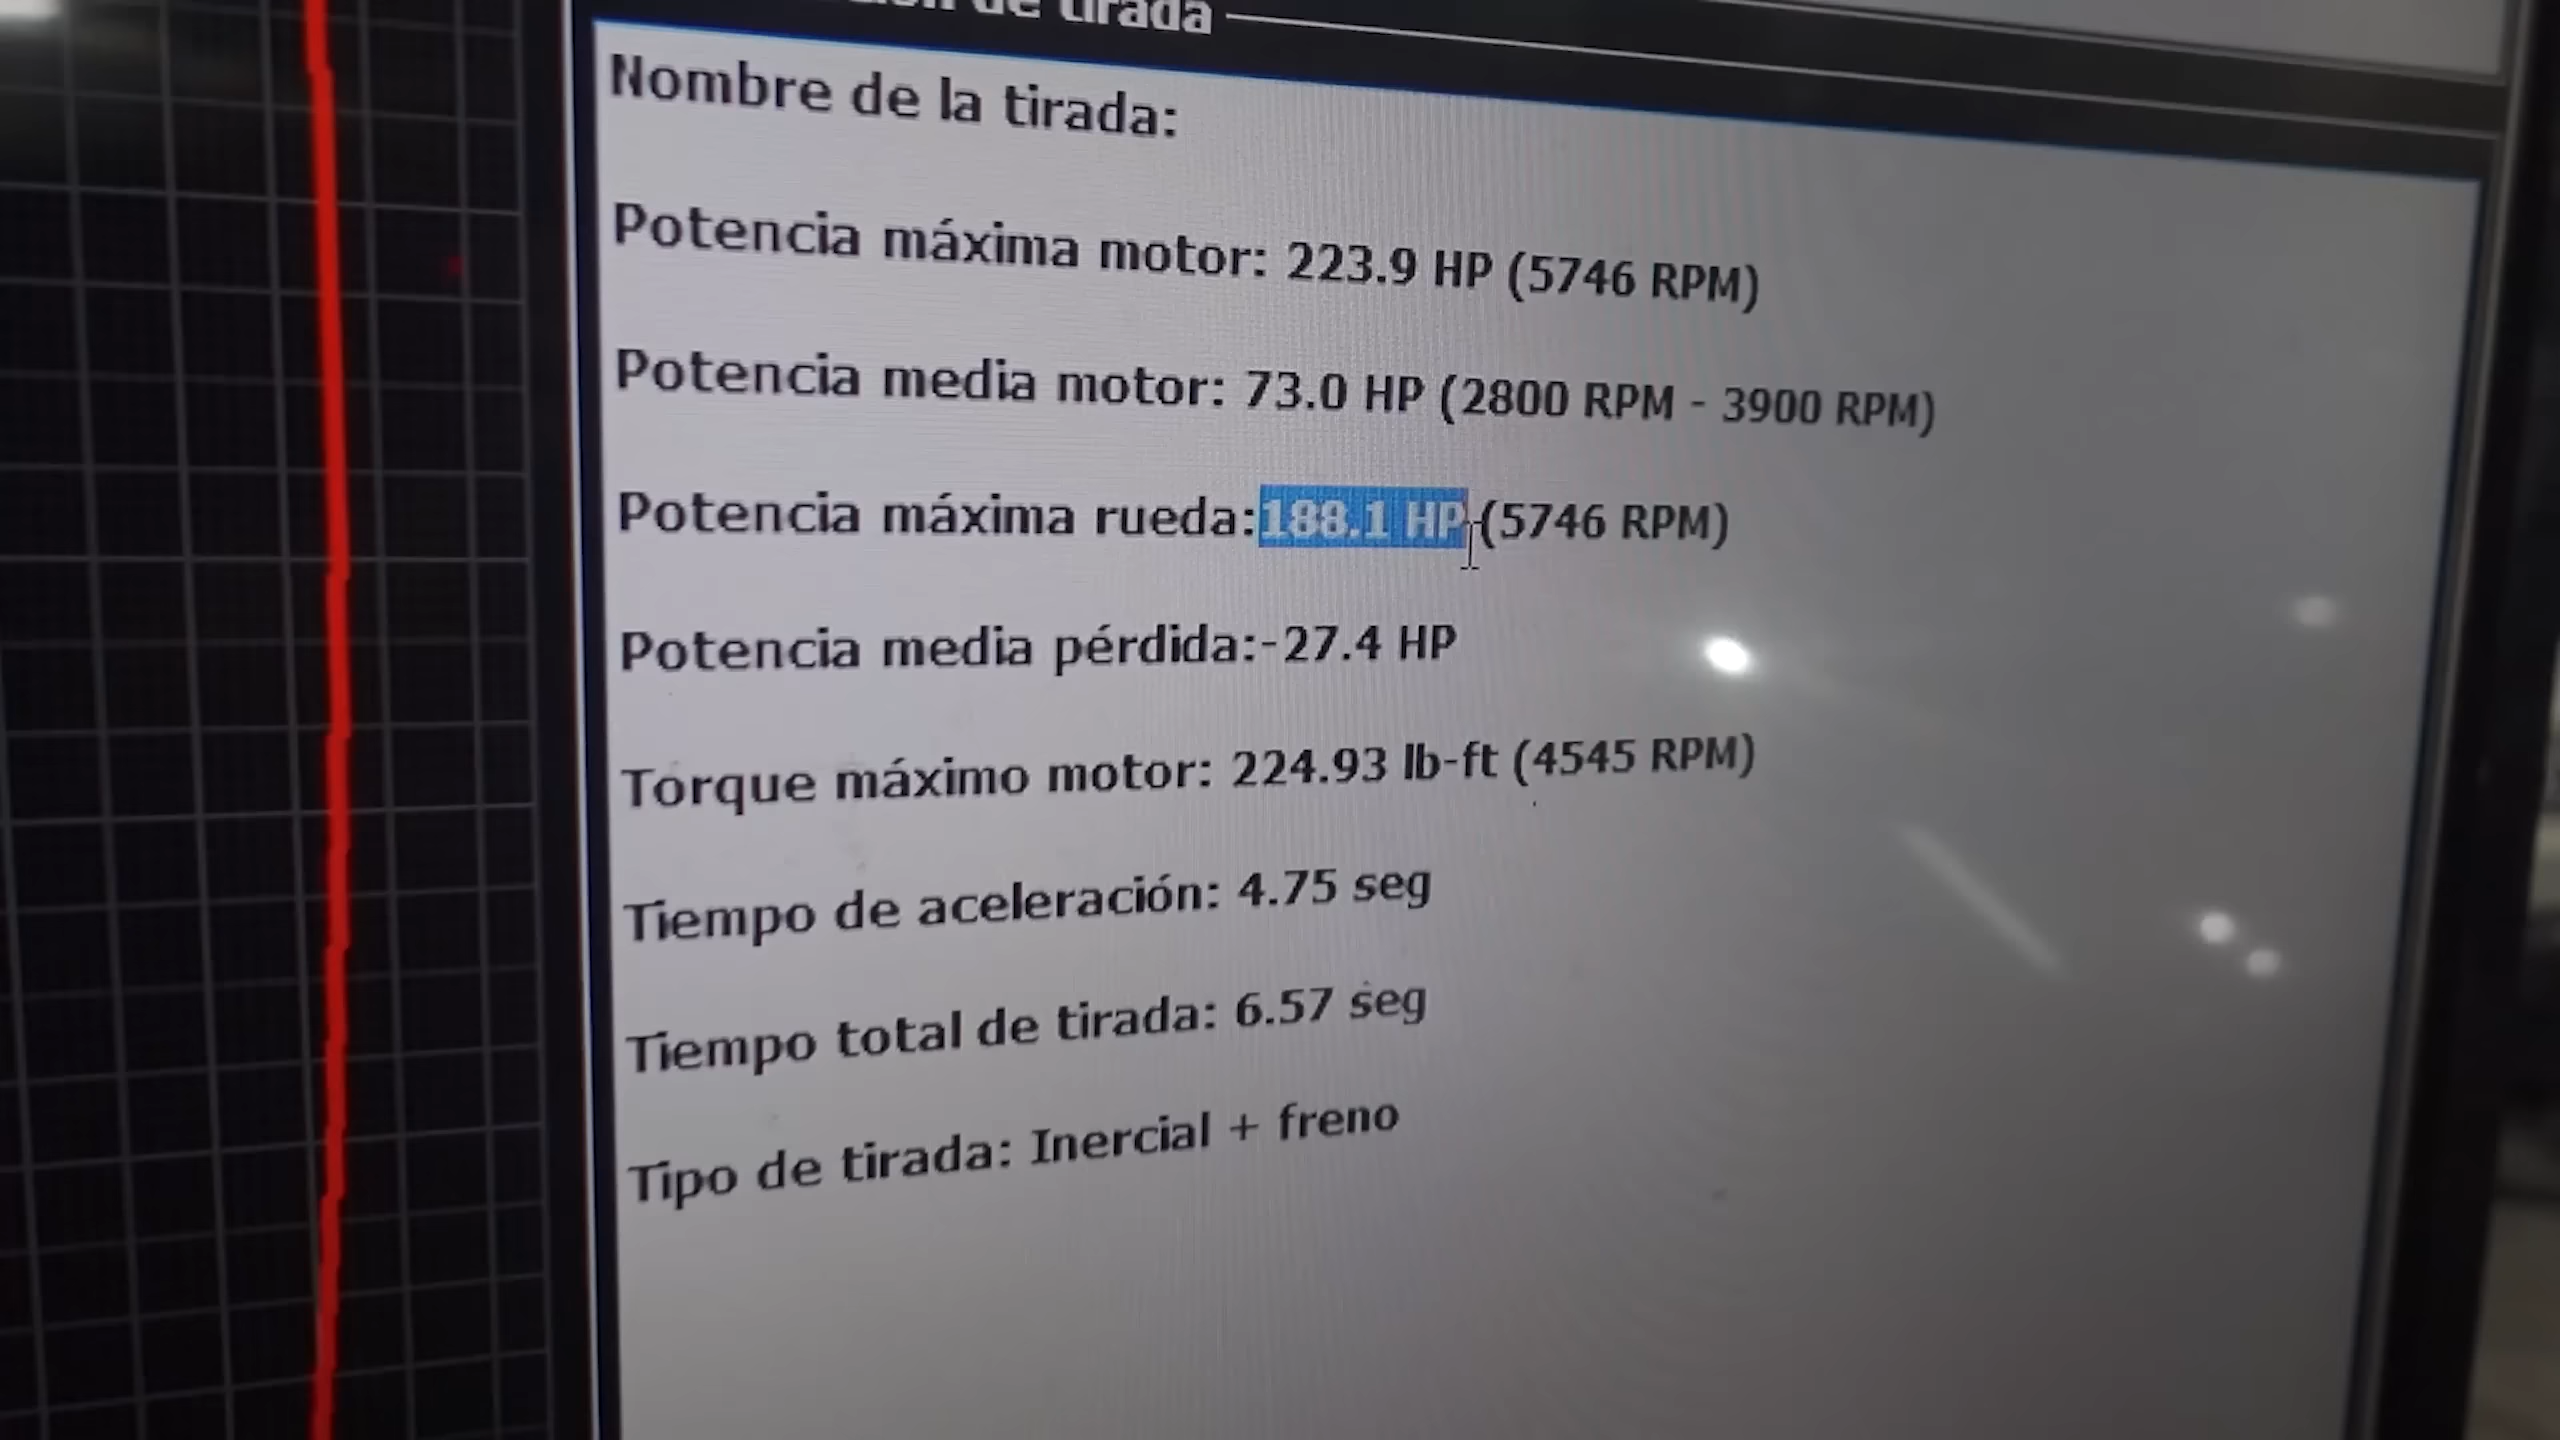 de tirada
Nombre de la tirada:
Potencia máxima motor: 223.9 HP (5746 RPM)
Potencia media motor: 73.0 HP (2800 RPM - 3900 RPM)
Potencia máxima rueda:188.1 HP (5746 RPM)
Potencia media pérdida:-27.4 HP
Torque máximo motor: 224.93 lb-ft (4545 RPM)
Tiempo de aceleración: 4.75 seg
Tiempo total de tirada: 6.57 seg
Tipo de tirada: Inercial + freno